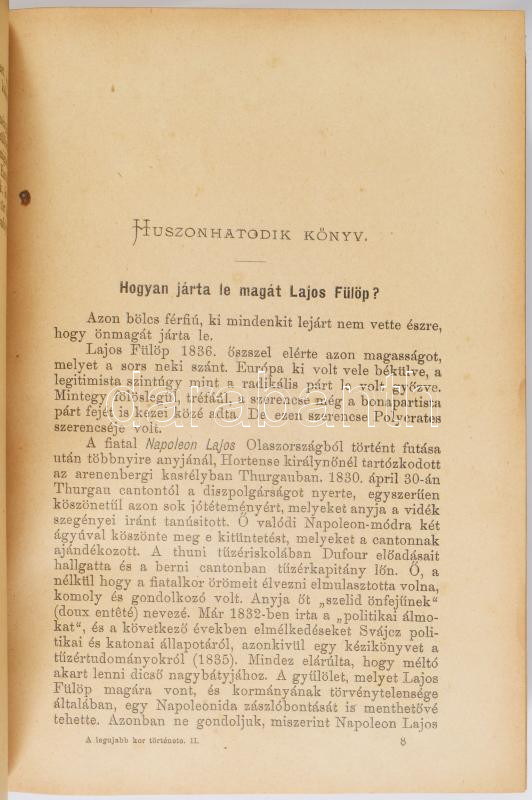 HUSZONHATODIK KÖNYV.
Hogyan járta le magát Lajos Fülöp?
Azon bölcs férfiú, ki mindenkit lejárt nem vette észre,
hogy önmagát járta le.
Lajos Fülöp 1836. őszszel elérte azon magasságot,
melyet a sors neki szánt. Európa ki volt vele békülve, a
legitimista szintúgy mint a radikális párt le volt győzve.
Mintegy fölöslegül, tréfáúl, a szerencse még a bonapartista
párt fejét is kezei közé adta. De ezen szerencse Polycrates
szerencséje volt.
A fiatal Napoleon Lajos Olaszországból történt futása
után többnyire anyjánál, Hortense királynőnél tartózkodott
az arenenbergi kastélyban Thurgauban. 1830. ápril 30-án
Thurgau cantontól a diszpolgárságot nyerte, egyszerűen
köszönetül azon sok jótéteményért, melyeket anyja a vidék
szegényei iránt tanúsitott. Ő valódi Napoleon-módra két
ágyúval köszönte meg e kitüntetést, melyeket a cantonnak
ajándékozott. A thuni tüzériskolában Dufour előadásait
hallgatta és a berni cantonban tüzérkapitány lőn. Ő, a
nélkül hogy a fiatalkor örömeit élvezni elmulasztotta volna,
komoly és gondolkozó volt. Anyja őt „szelid önfejűnek“
(doux entêté) nevezé. Már 1832-ben irta a „politikai álmo-
kat“, és a következő években elmélkedéseket Svájcz poli-
tikai és katonai állapotáról, azonkivül egy kézikönyvet a
tüzértudományokról (1835). Mindez elárúlta, hogy méltó
akart lenni dicső nagybátyjához. A gyűlölet, melyet Lajos
Fülöp magára vont, és kormányának törvénytelensége
általában, egy Napoleonida zászlóbontását is menthetővé
tehette. Azonban ne gondoljuk, miszerint Napoleon Lajos
A legujabb kor története. II. 8
darabanth